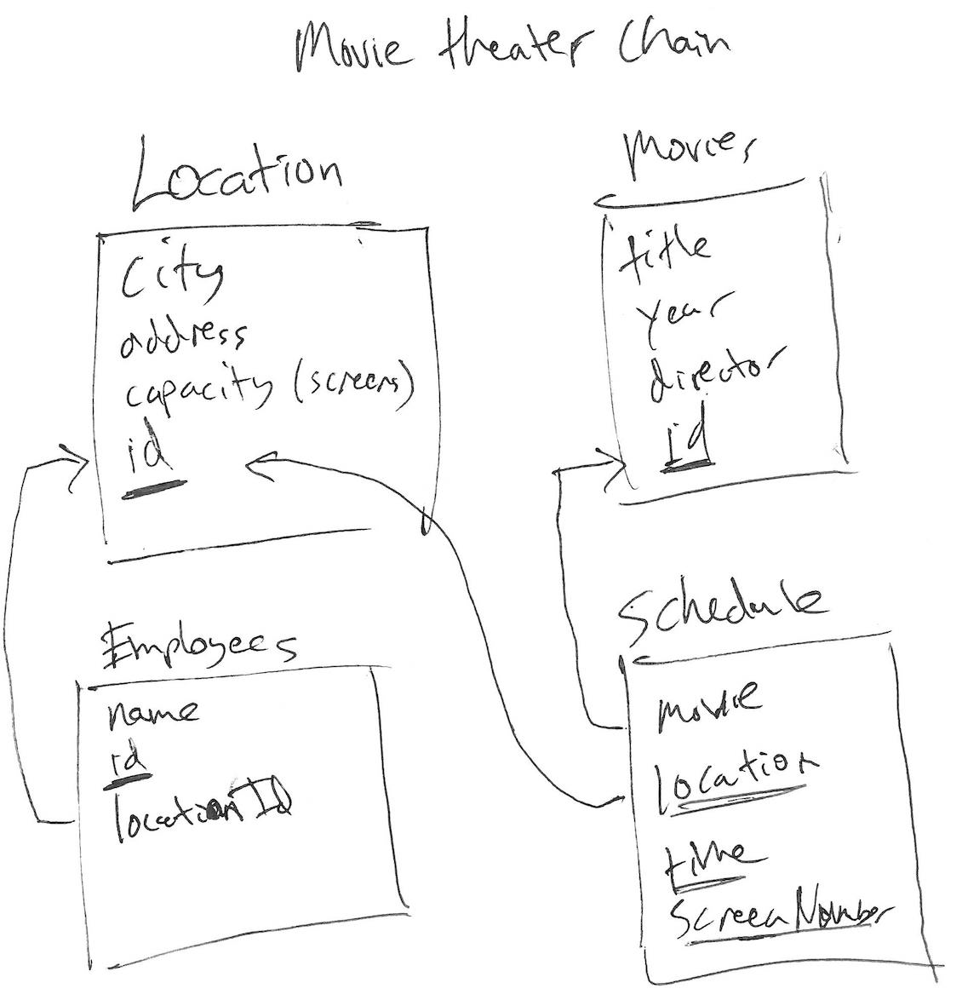 Movie theater Chain
Location
City
address
capacity (screens)
id
Movies
title
year
director
id
Employees
name
id
locationId
Schedule
movie
location
time
screenNumber